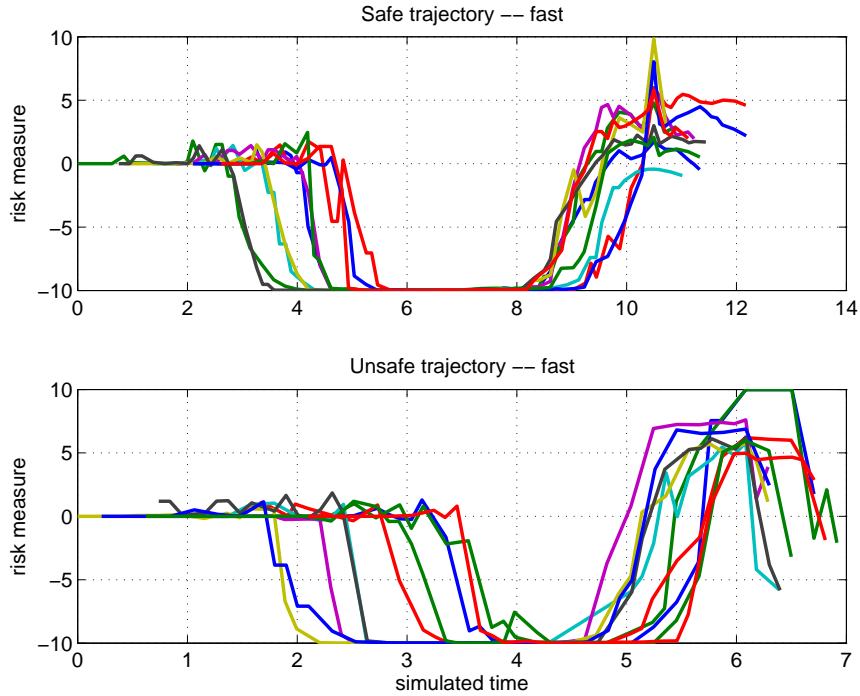 Safe trajectory -- fast
10
5
0
−5
−10
risk measure
0 2 4 6 8 10 12 14
Unsafe trajectory -- fast
10
5
0
−5
−10
risk measure
0 1 2 3 4 5 6 7
simulated time